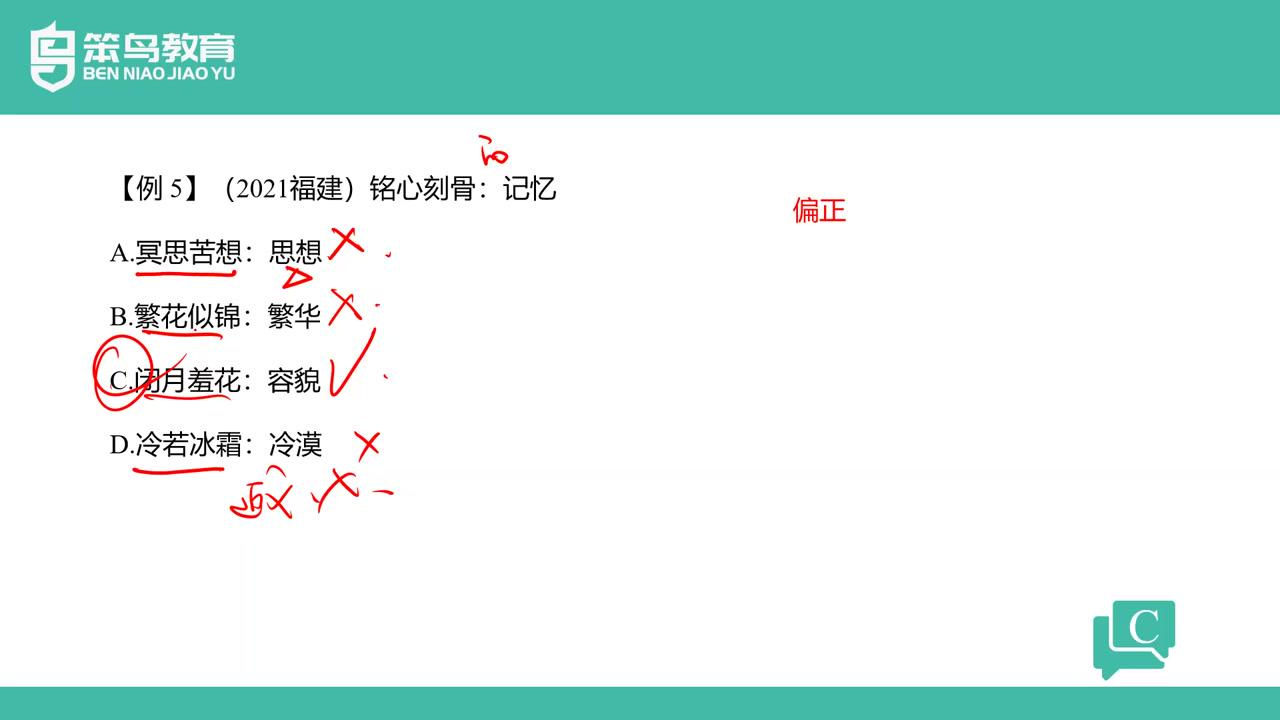 笨鸟教育
BEN NIAO JIAO YU
的
【例 5】（2021福建）铭心刻骨：记忆
偏正
A.冥思苦想：思想
B.繁花似锦：繁华
C.闭月羞花：容貌
D.冷若冰霜：冷漠
C